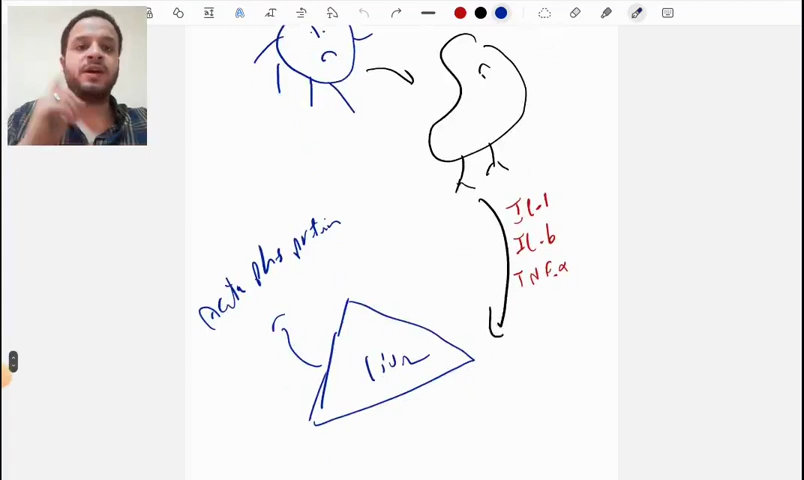 IL-1
IL-6
TNF-α
acute phase protein
liver